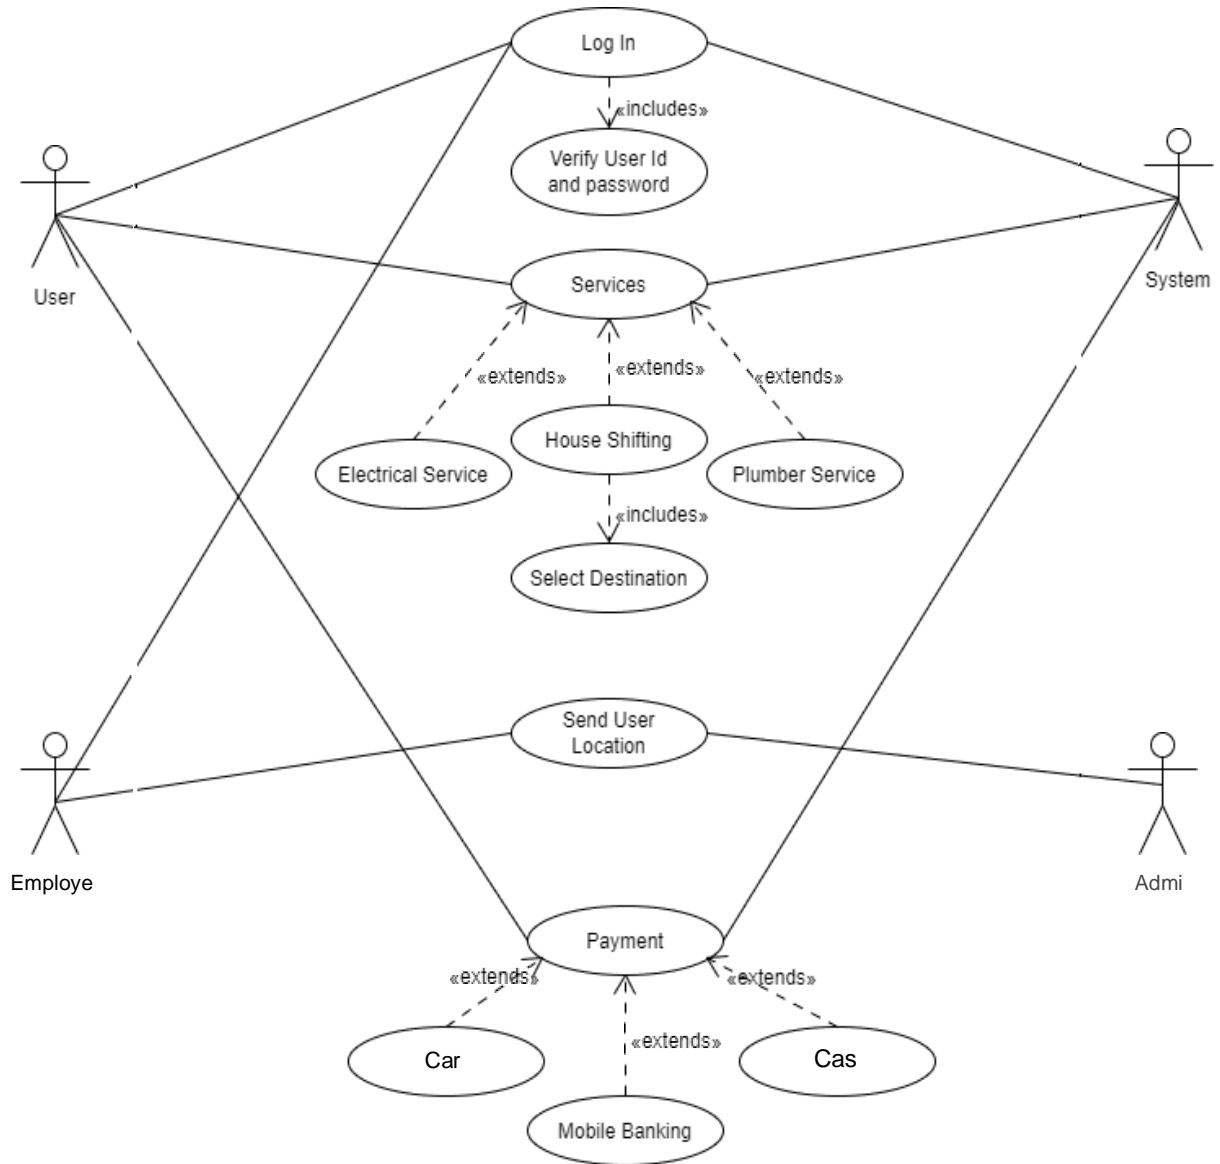 Log In
«includes»
Verify User Id
and password
User
System
Services
«extends»
«extends»
«extends»
Electrical Service
House Shifting
Plumber Service
«includes»
Select Destination
Send User
Location
Employe
Admi
Payment
«extends»
«extends»
«extends»
Car
Cas
Mobile Banking